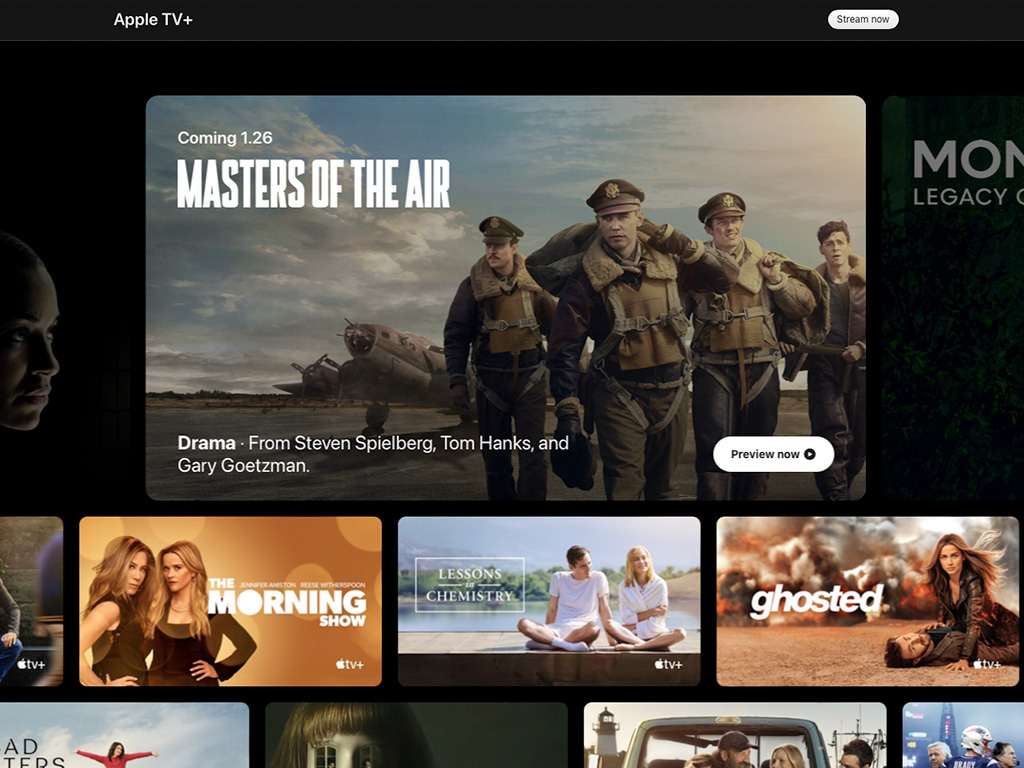 Apple TV+
Stream now
Coming 1.26
MASTERS OF THE AIR
Drama · From Steven Spielberg, Tom Hanks, and
Gary Goetzman.
Preview now
MON
LEGACY O
tv+
THE
JENNIFER ANISTON REESE WITHERSPOON
MORNING
SHOW
tv+
LESSONS
in
CHEMISTRY
tv+
ghosted
tv+
AD
TERS
BRADY